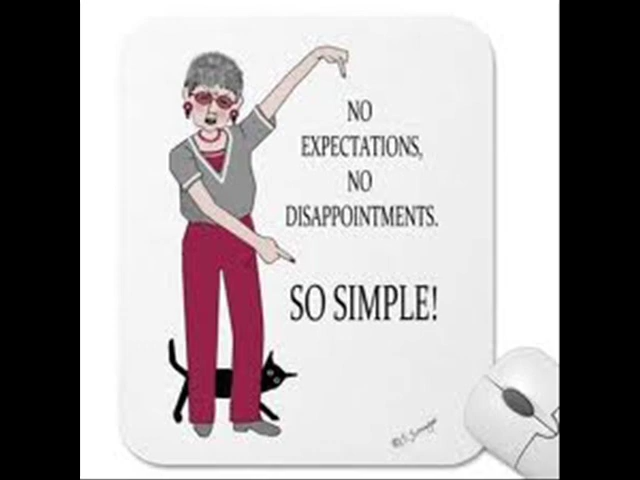 NO
EXPECTATIONS,
NO
DISAPPOINTMENTS.
SO SIMPLE!